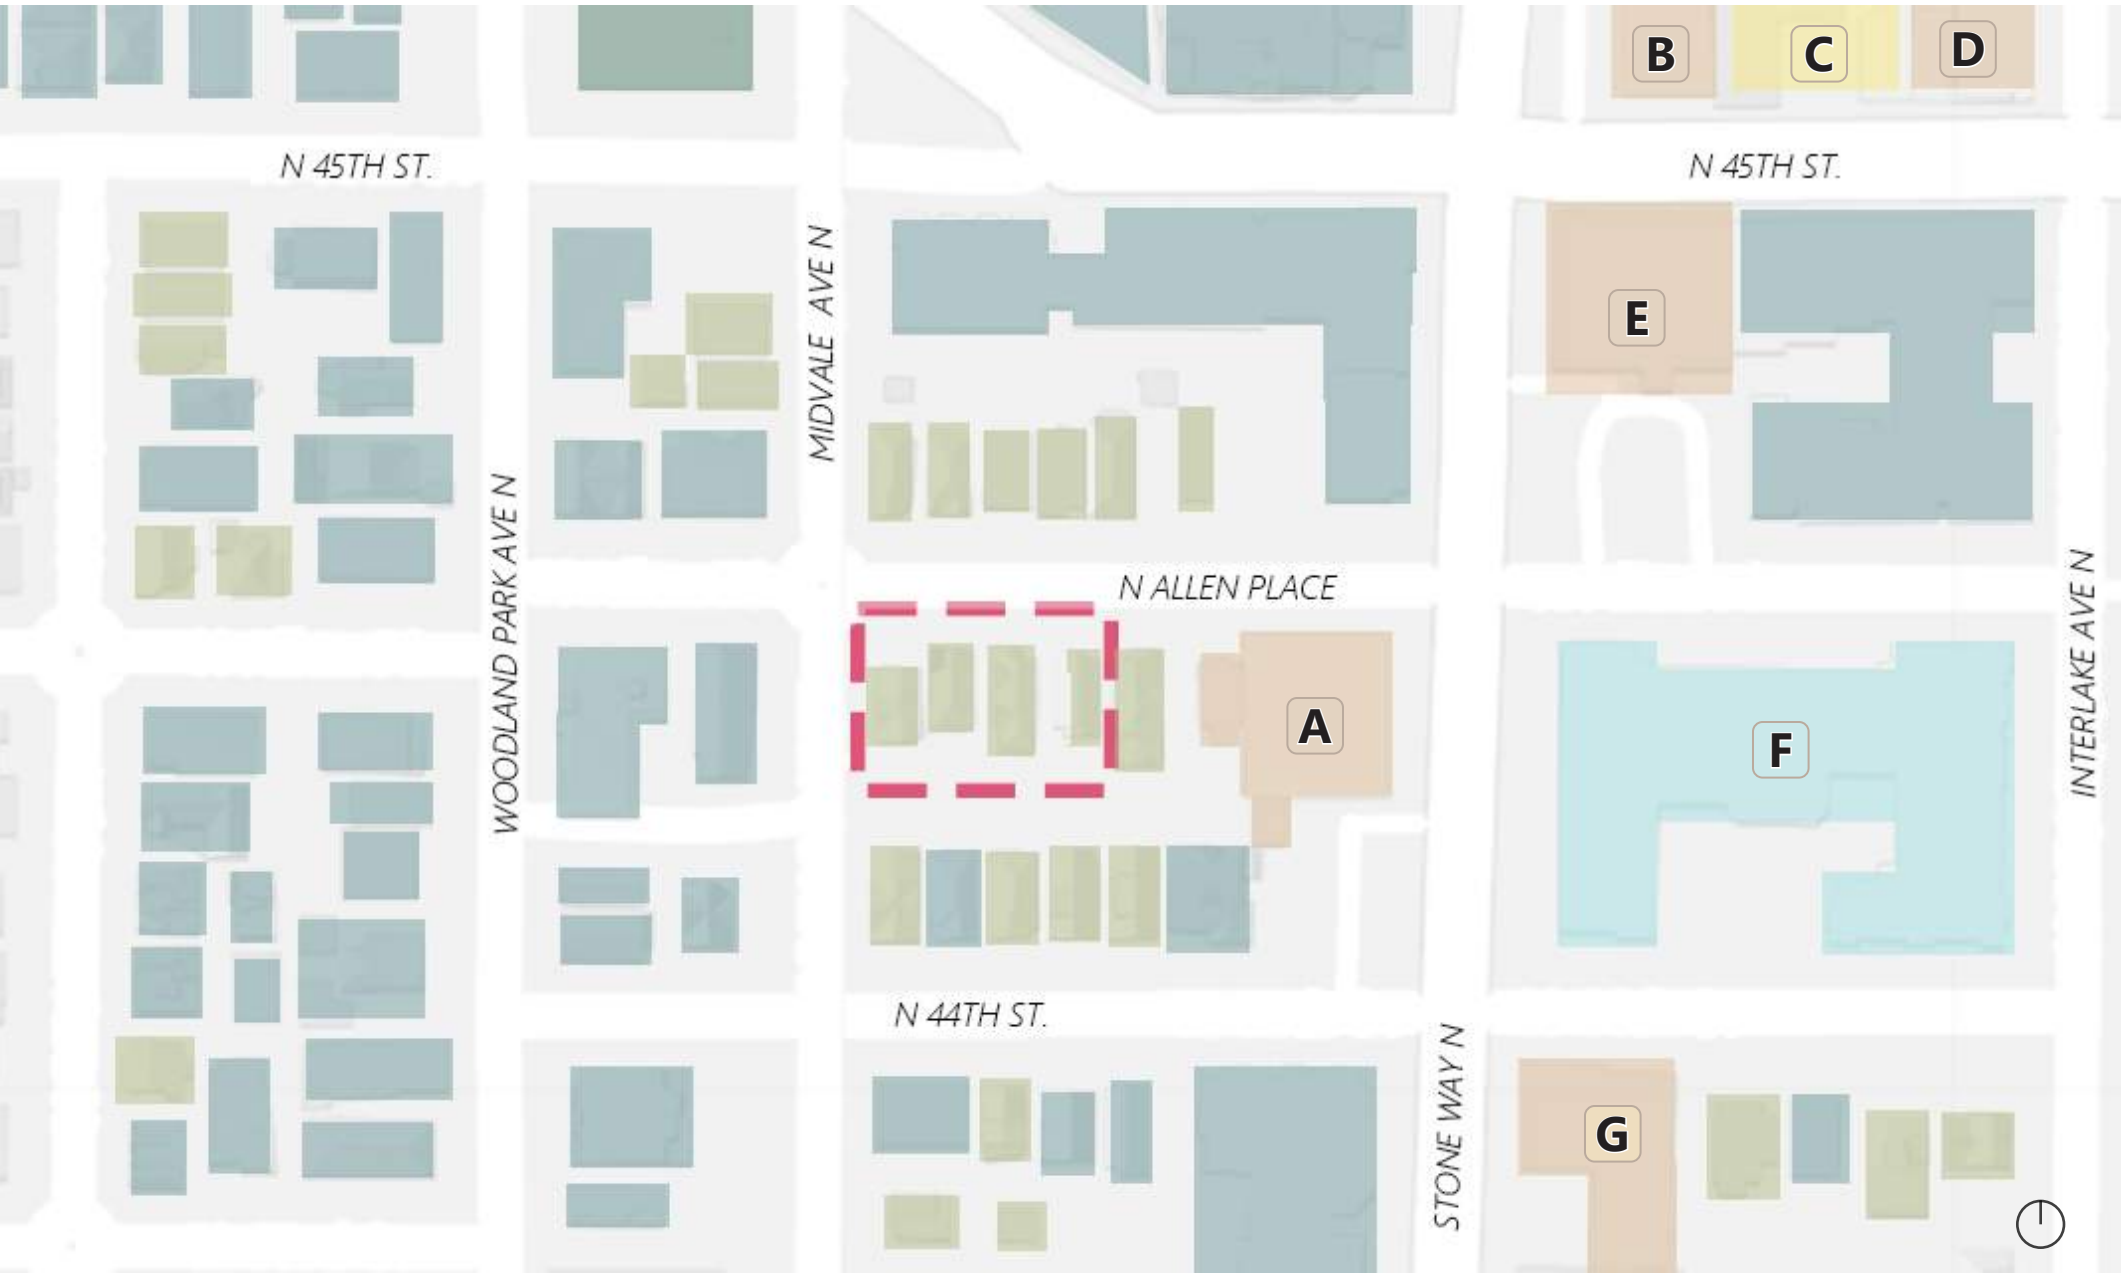 B
C
D
N 45TH ST.
N 45TH ST.
MIDVALE AVE N
E
WOODLAND PARK AVE N
N ALLEN PLACE
INTERLAKE AVE N
A
F
N 44TH ST.
STONE WAY N
G